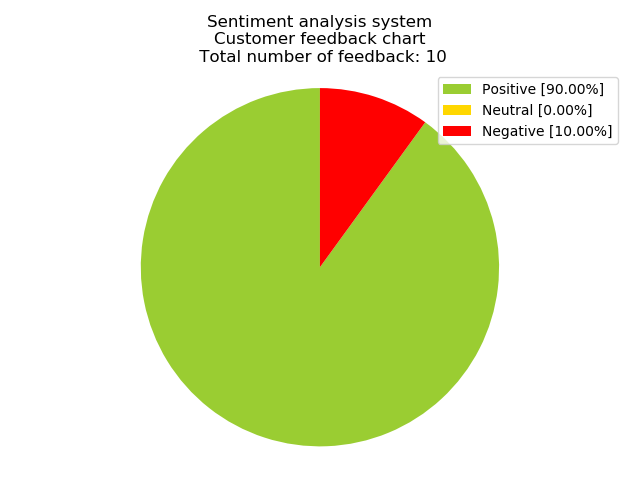 Sentiment analysis system
Customer feedback chart
Total number of feedback: 10
Positive [90.00%]
Neutral [0.00%]
Negative [10.00%]